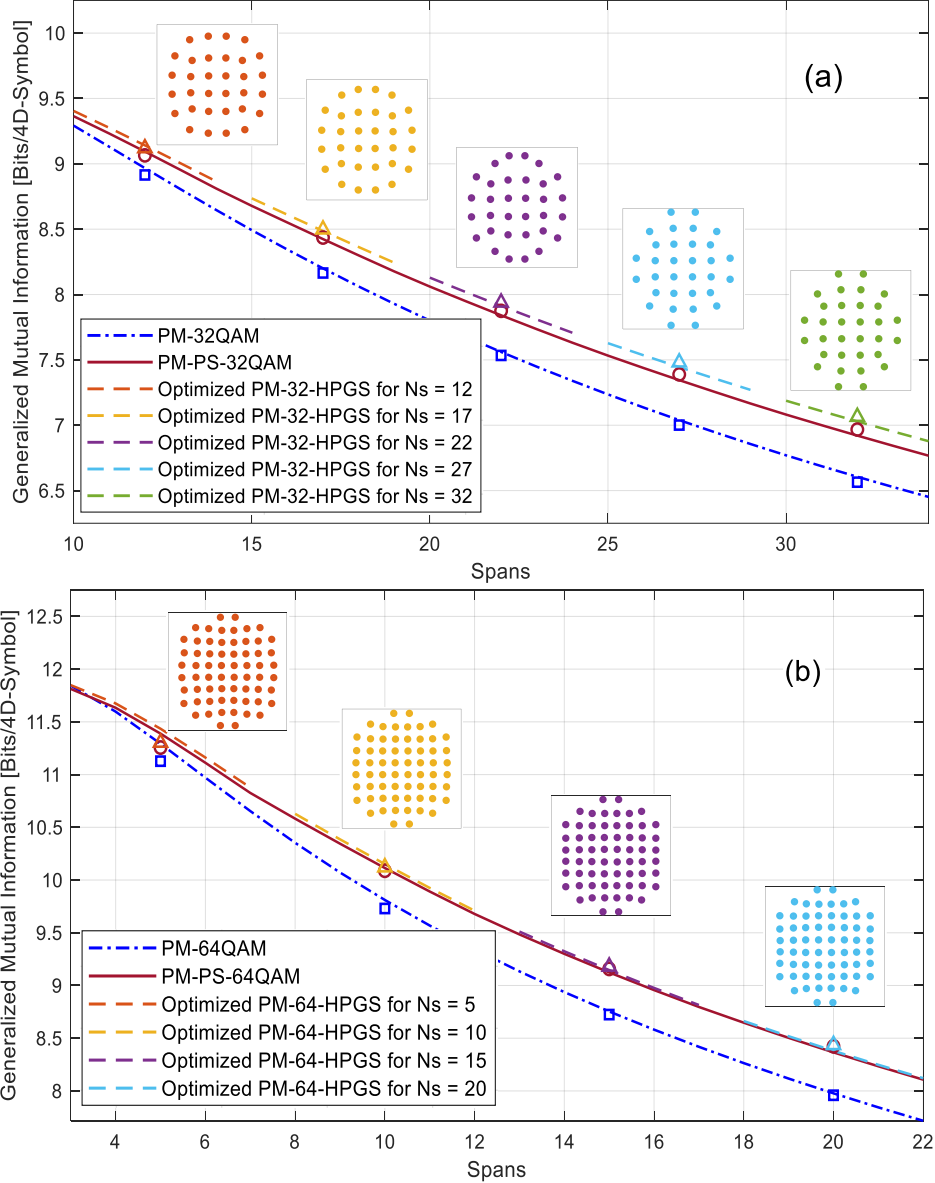 10
9.5
9
8.5
8
7.5
7
6.5
Generalized Mutual Information [Bits/4D-Symbol]
(a)
PM-32QAM
PM-PS-32QAM
Optimized PM-32-HPGS for Ns = 12
Optimized PM-32-HPGS for Ns = 17
Optimized PM-32-HPGS for Ns = 22
Optimized PM-32-HPGS for Ns = 27
Optimized PM-32-HPGS for Ns = 32
10 15 20 25 30
Spans
12.5
12
11.5
11
10.5
10
9.5
9
8.5
8
Generalized Mutual Information [Bits/4D-Symbol]
(b)
PM-64QAM
PM-PS-64QAM
Optimized PM-64-HPGS for Ns = 5
Optimized PM-64-HPGS for Ns = 10
Optimized PM-64-HPGS for Ns = 15
Optimized PM-64-HPGS for Ns = 20
4 6 8 10 12 14 16 18 20 22
Spans